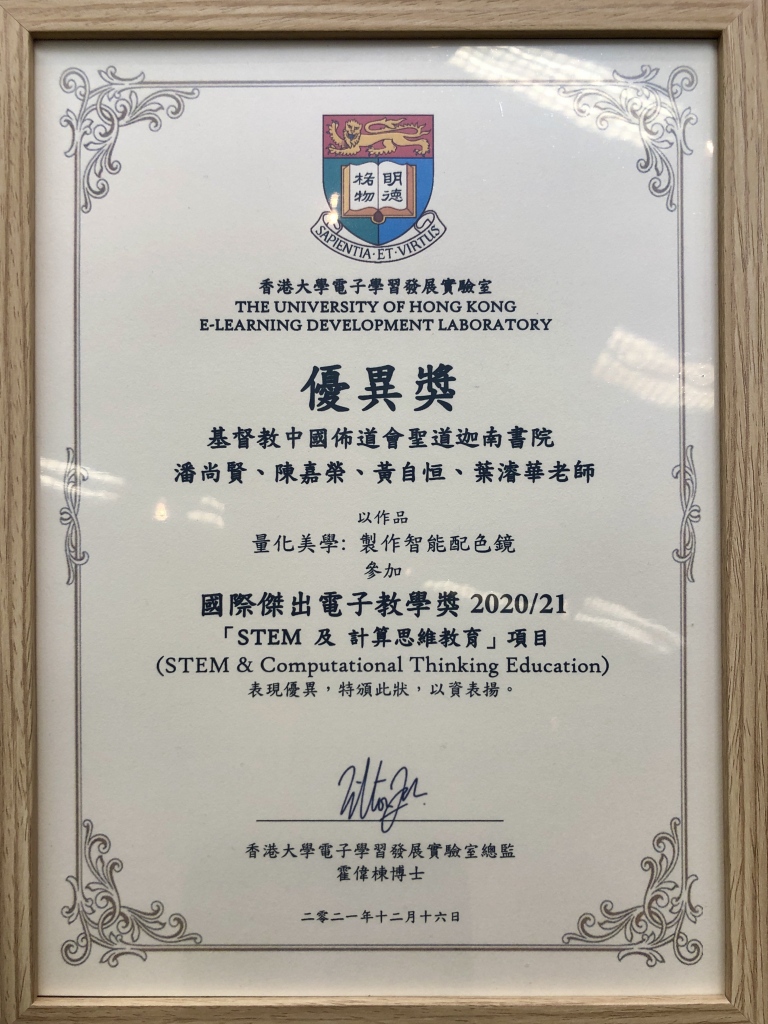 格物
明德
SAPIENTIA·ET·VIRTUS
香港大學電子學習發展實驗室
THE UNIVERSITY OF HONG KONG
E-LEARNING DEVELOPMENT LABORATORY
優異獎
基督教中國佈道會聖道迦南書院
潘尚賢、陳嘉榮、黃自恒、葉濬華老師
以作品
量化美學: 製作智能配色鏡
參加
國際傑出電子教學獎 2020/21
「STEM 及 計算思維教育」項目
(STEM & Computational Thinking Education)
表現優異，特頒此狀，以資表揚。
香港大學電子學習發展實驗室總監
霍偉棟博士
二零二一年十二月十六日